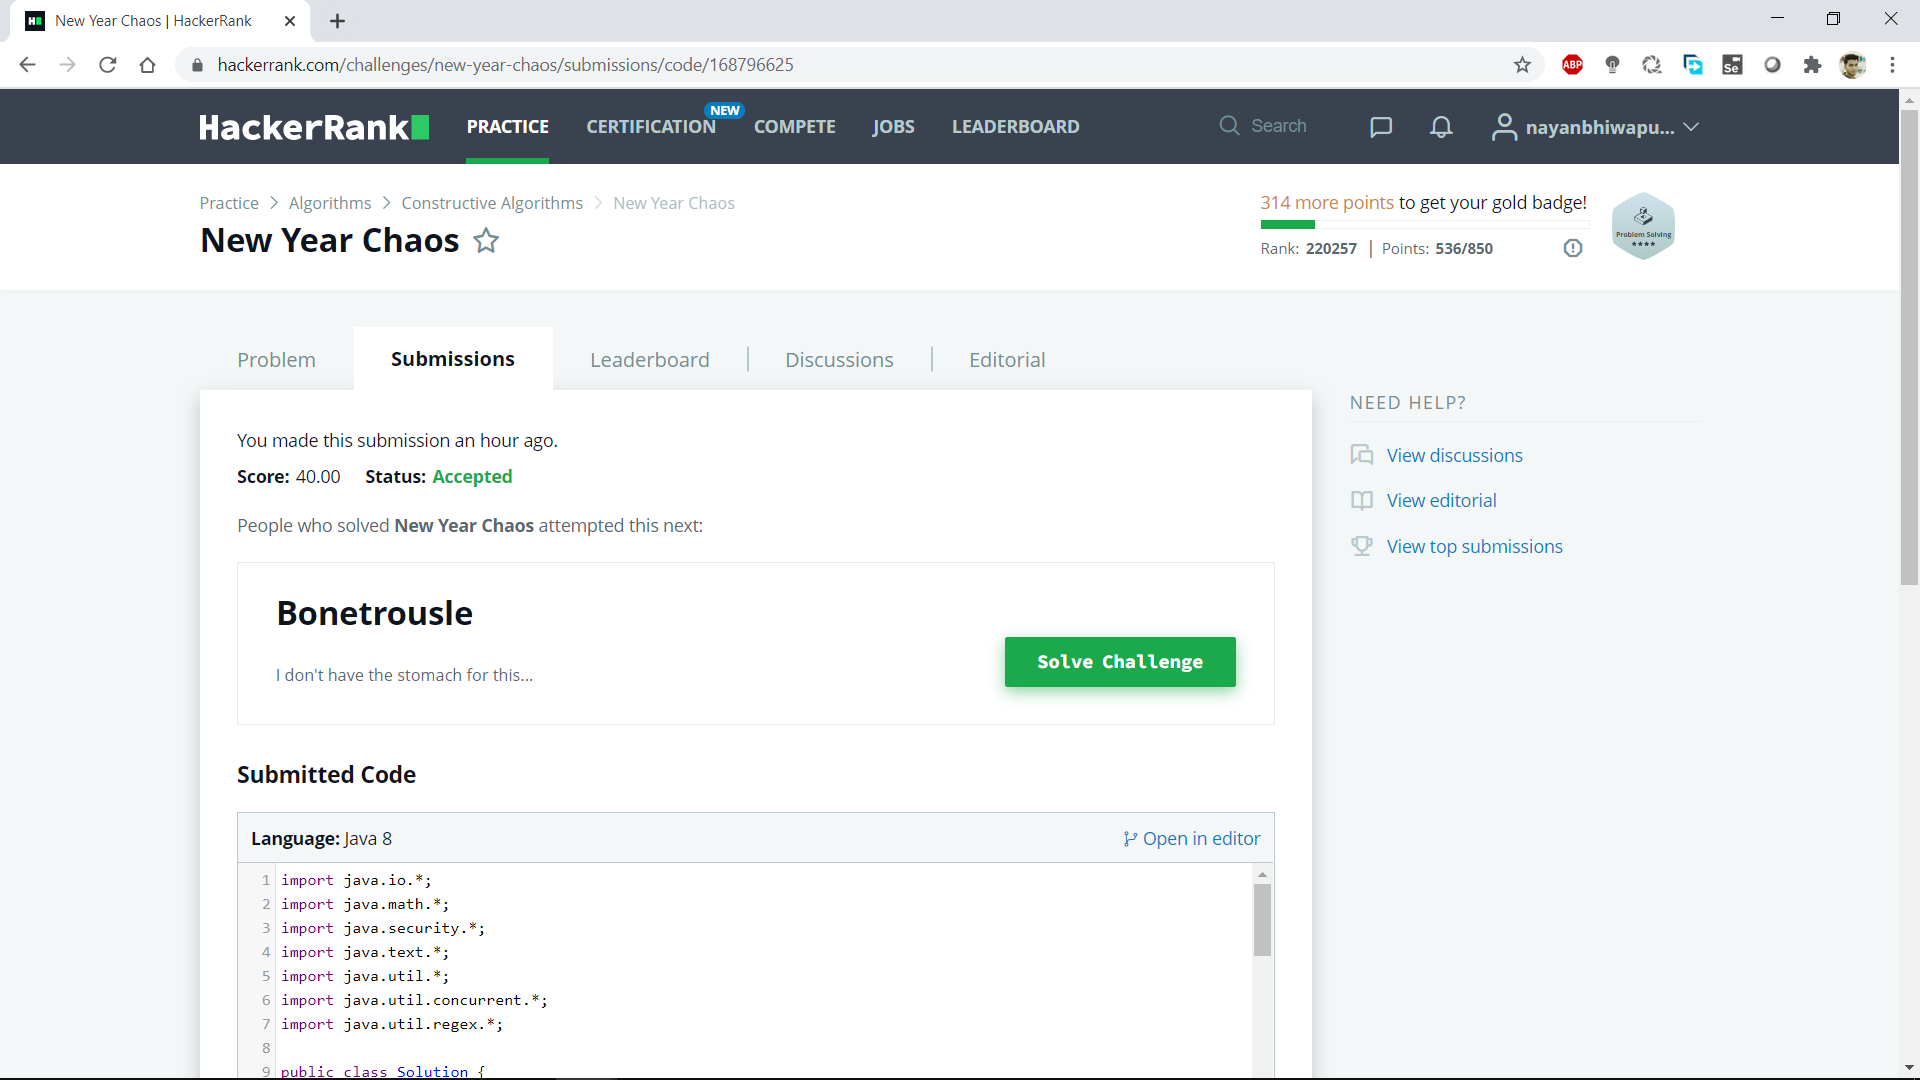 New Year Chaos | HackerRank
hackerrank.com/challenges/new-year-chaos/submissions/code/168796625
ABP
Se
HackerRank
PRACTICE
CERTIFICATION
NEW
COMPETE
JOBS
LEADERBOARD
Search
nayanbhiwapu...
Practice > Algorithms > Constructive Algorithms > New Year Chaos
New Year Chaos
314 more points to get your gold badge!
Rank: 220257 | Points: 536/850
Problem Solving
Problem
Submissions
Leaderboard
Discussions
Editorial
You made this submission an hour ago.
Score: 40.00 Status: Accepted
People who solved New Year Chaos attempted this next:
Bonetrousle
I don't have the stomach for this...
Solve Challenge
Submitted Code
Language: Java 8
Open in editor
1 import java.io.*;
2 import java.math.*;
3 import java.security.*;
4 import java.text.*;
5 import java.util.*;
6 import java.util.concurrent.*;
7 import java.util.regex.*;
8
9 public class Solution {
NEED HELP?
View discussions
View editorial
View top submissions